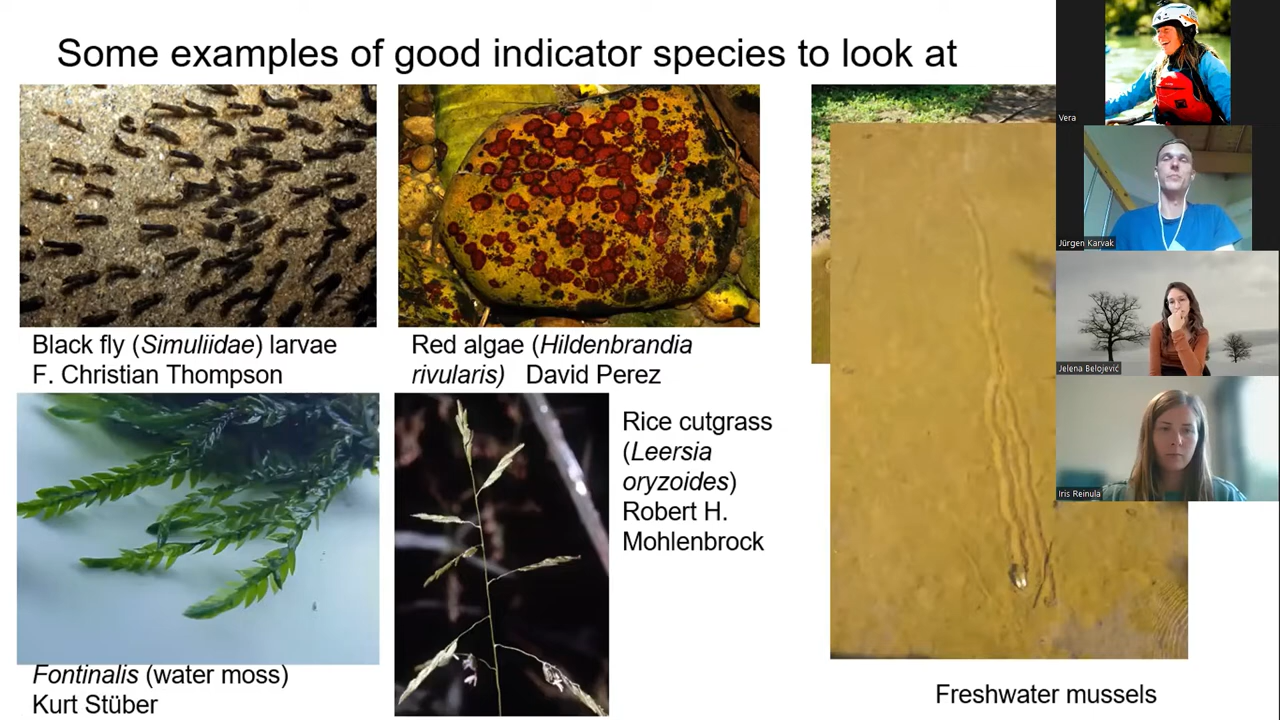 Some examples of good indicator species to look at
Black fly (Simuliidae) larvae
F. Christian Thompson
Red algae (Hildenbrandia
rivularis) David Perez
Fontinalis (water moss)
Kurt Stüber
Rice cutgrass
(Leersia
oryzoides)
Robert H.
Mohlenbrock
Freshwater mussels
Vera
Jürgen Karvak
Jelena Belojević
Iris Reinula